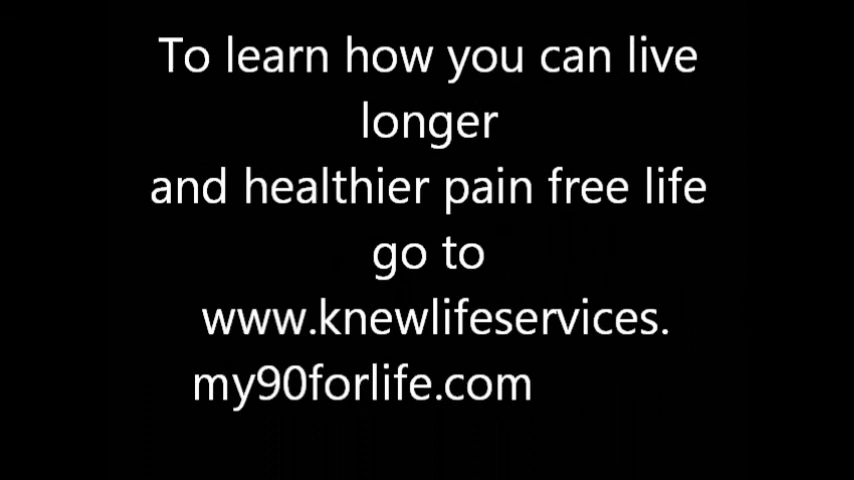 To learn how you can live
longer
and healthier pain free life
go to
www.knewlifeservices.
my90forlife.com